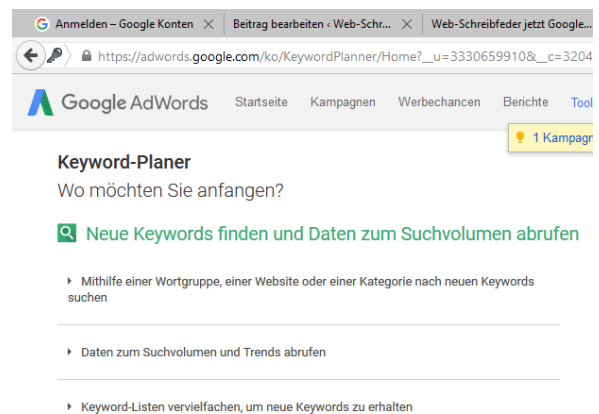 Anmelden – Google Konten
Beitrag bearbeiten ‹ Web-Schr...
Web-Schreibfeder jetzt Google...
https://adwords.google.com/ko/KeywordPlanner/Home?__u=3330659910&__c=3204
Google AdWords
Startseite
Kampagnen
Werbechancen
Berichte
Tool
1 Kampagn
Keyword-Planer
Wo möchten Sie anfangen?
Neue Keywords finden und Daten zum Suchvolumen abrufen
Mithilfe einer Wortgruppe, einer Website oder einer Kategorie nach neuen Keywords
suchen
Daten zum Suchvolumen und Trends abrufen
Keyword-Listen vervielfachen, um neue Keywords zu erhalten